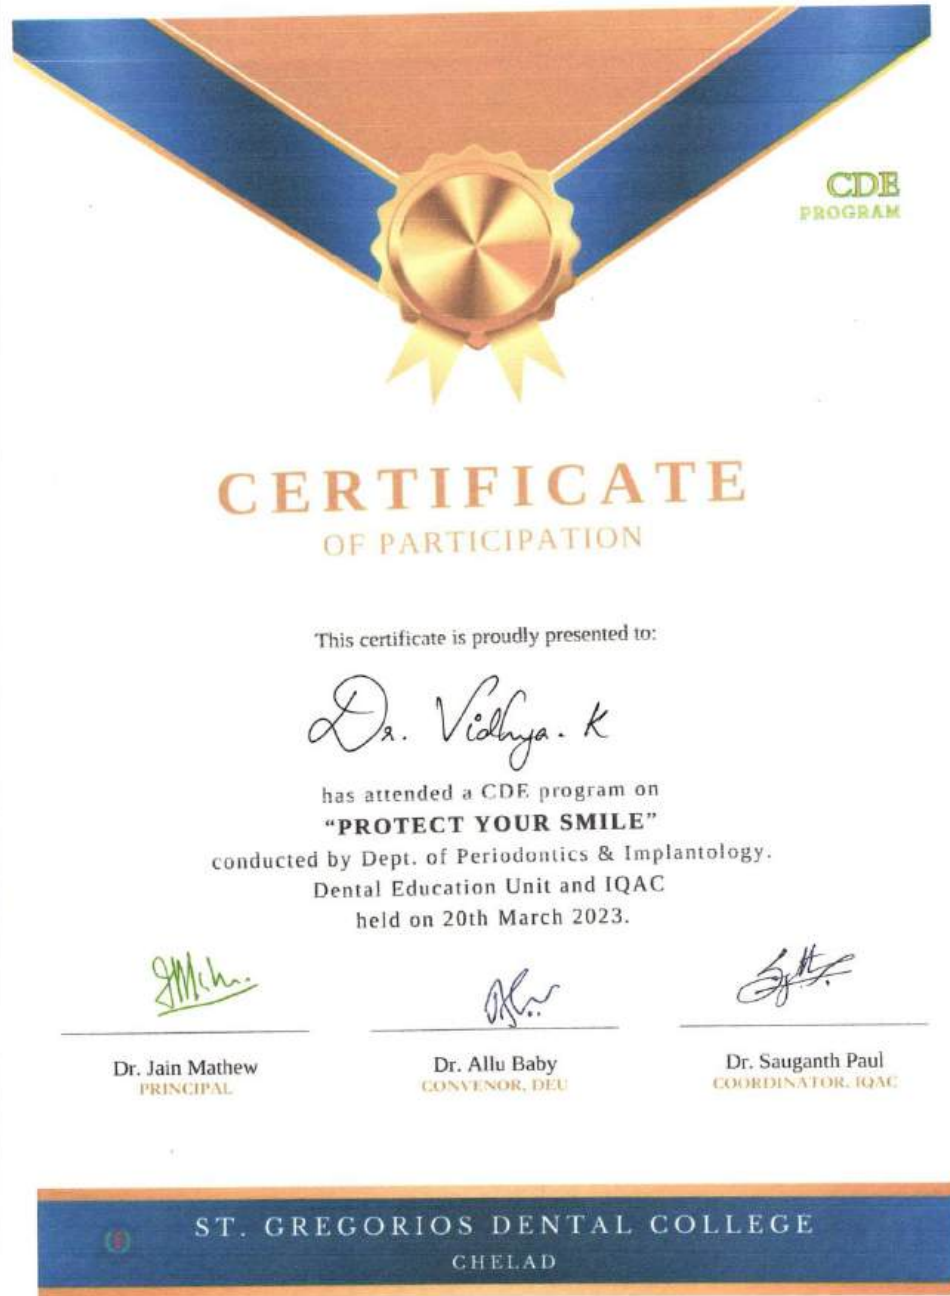 CDE
PROGRAM
CERTIFICATE
OF PARTICIPATION
This certificate is proudly presented to:
Dr. Vidhya. K
has attended a CDE program on
"PROTECT YOUR SMILE"
conducted by Dept. of Periodontics & Implantology.
Dental Education Unit and IQAC
held on 20th March 2023.
Dr. Jain Mathew
PRINCIPAL
Dr. Allu Baby
CONVENOR, DEU
Dr. Sauganth Paul
COORDINATOR, IQAC
ST. GREGORIOS DENTAL COLLEGE
CHELAD